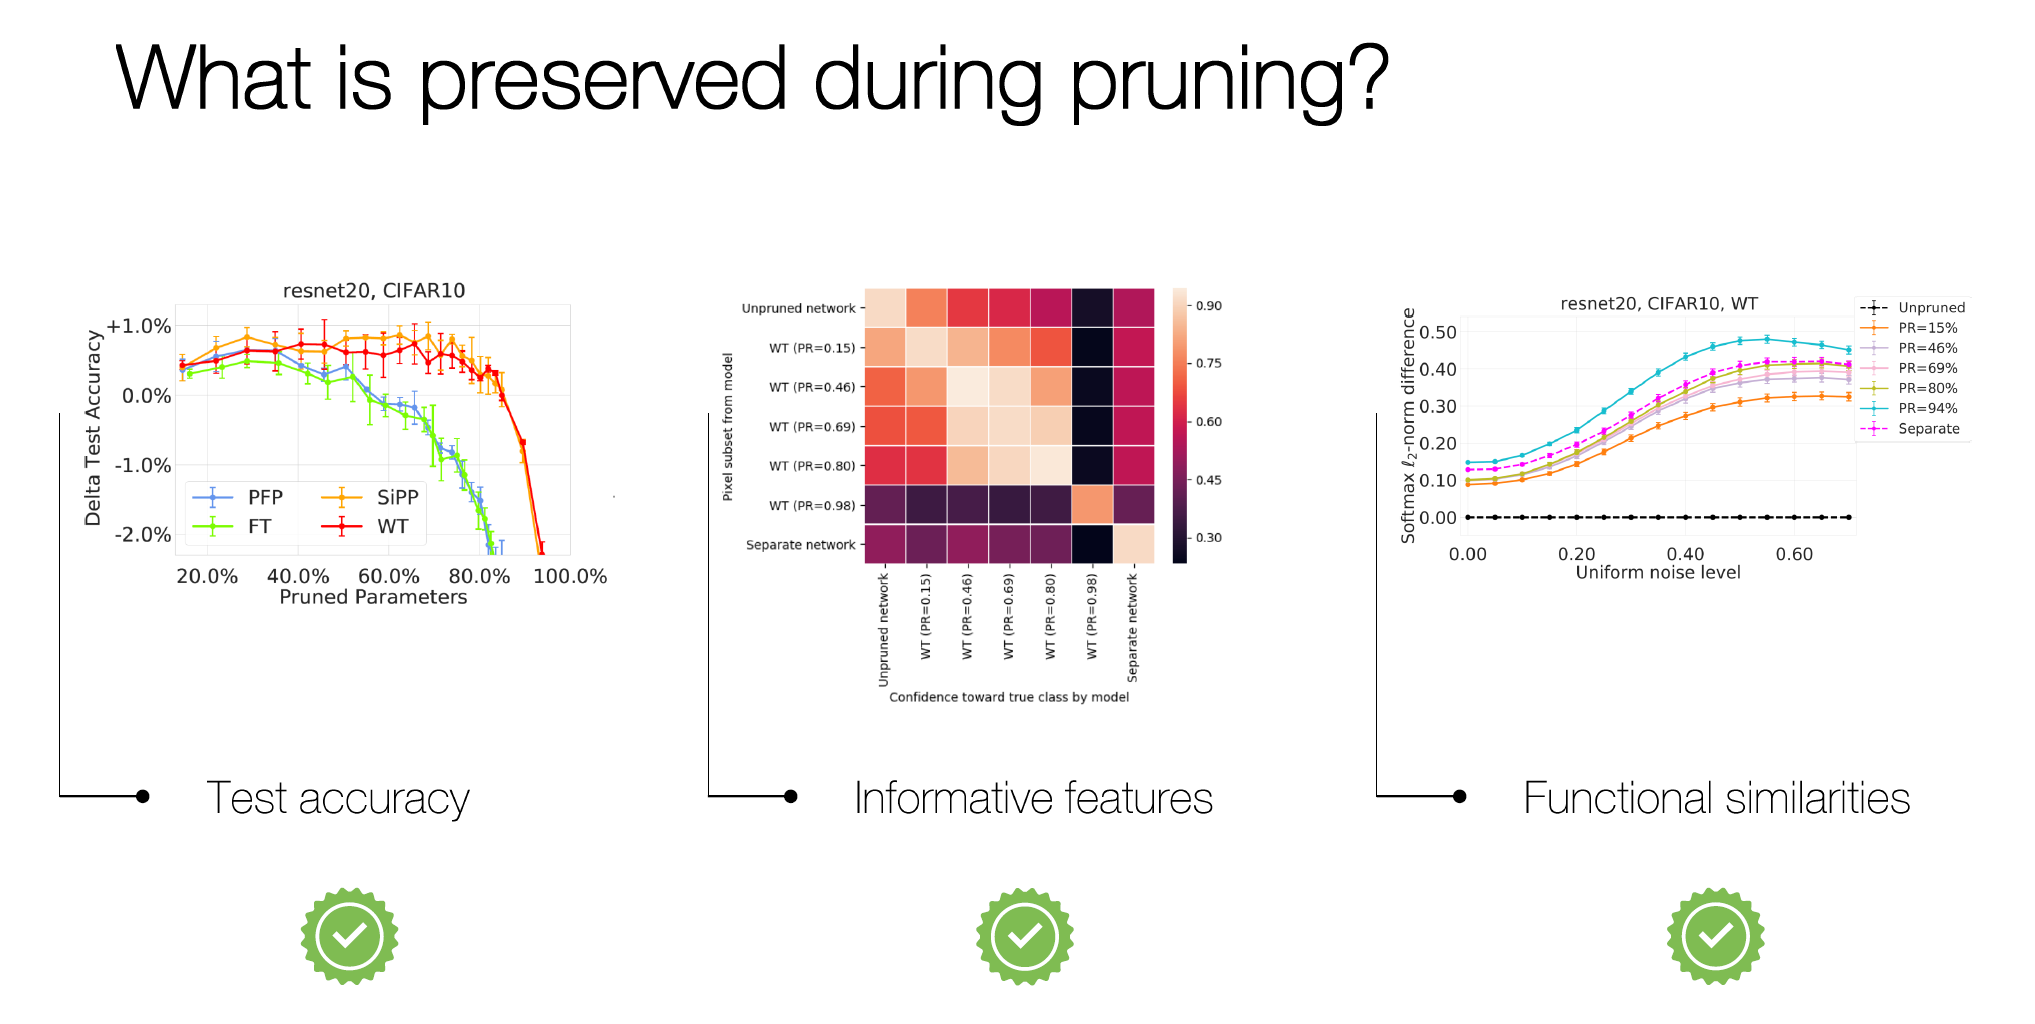 What is preserved during pruning?
resnet20, CIFAR10
Delta Test Accuracy
+1.0%
0.0%
-1.0%
-2.0%
PFP
FT
SiPP
WT
20.0% 40.0% 60.0% 80.0% 100.0%
Pruned Parameters
Pixel subset from model
Unpruned network
WT (PR=0.15)
WT (PR=0.46)
WT (PR=0.69)
WT (PR=0.80)
WT (PR=0.98)
Separate network
Unpruned network
WT (PR=0.15)
WT (PR=0.46)
WT (PR=0.69)
WT (PR=0.80)
WT (PR=0.98)
Separate network
Confidence toward true class by model
0.90
0.75
0.60
0.45
0.30
resnet20, CIFAR10, WT
Softmax ℓ₂-norm difference
0.50
0.40
0.30
0.20
0.10
0.00
0.00 0.20 0.40 0.60
Uniform noise level
Unpruned
PR=15%
PR=46%
PR=69%
PR=80%
PR=94%
Separate
Test accuracy
Informative features
Functional similarities